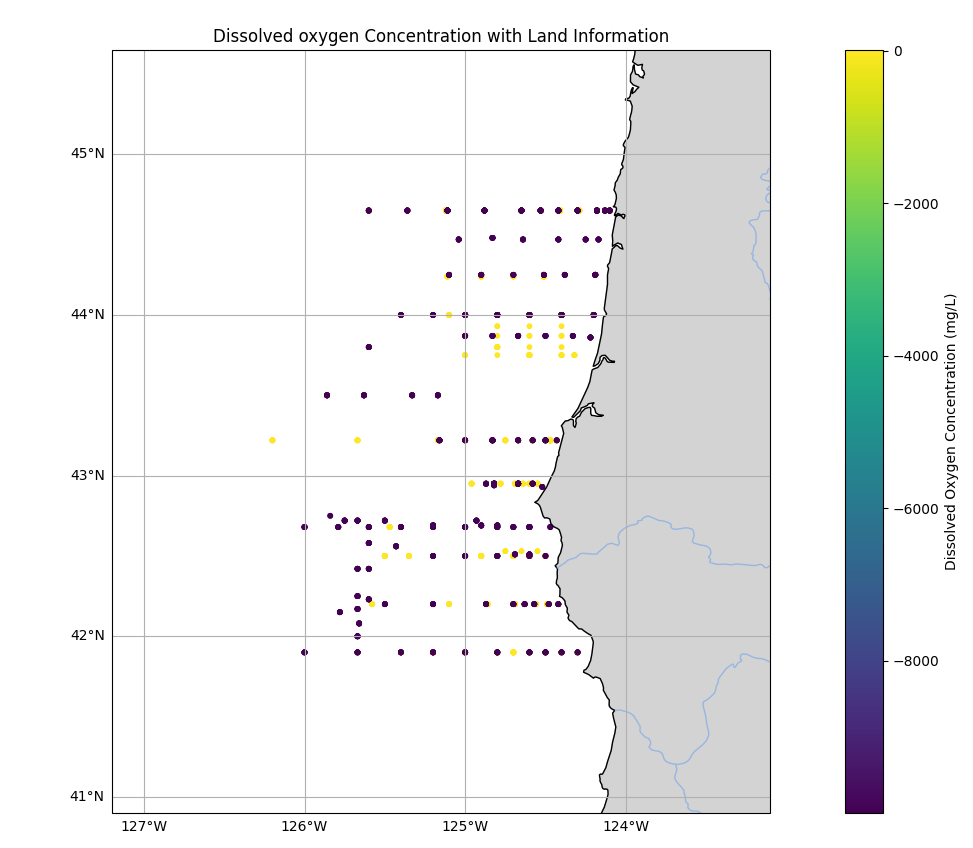 Dissolved oxygen Concentration with Land Information
45°N
44°N
43°N
42°N
41°N
127°W
126°W
125°W
124°W
0
−2000
−4000
−6000
−8000
Dissolved Oxygen Concentration (mg/L)